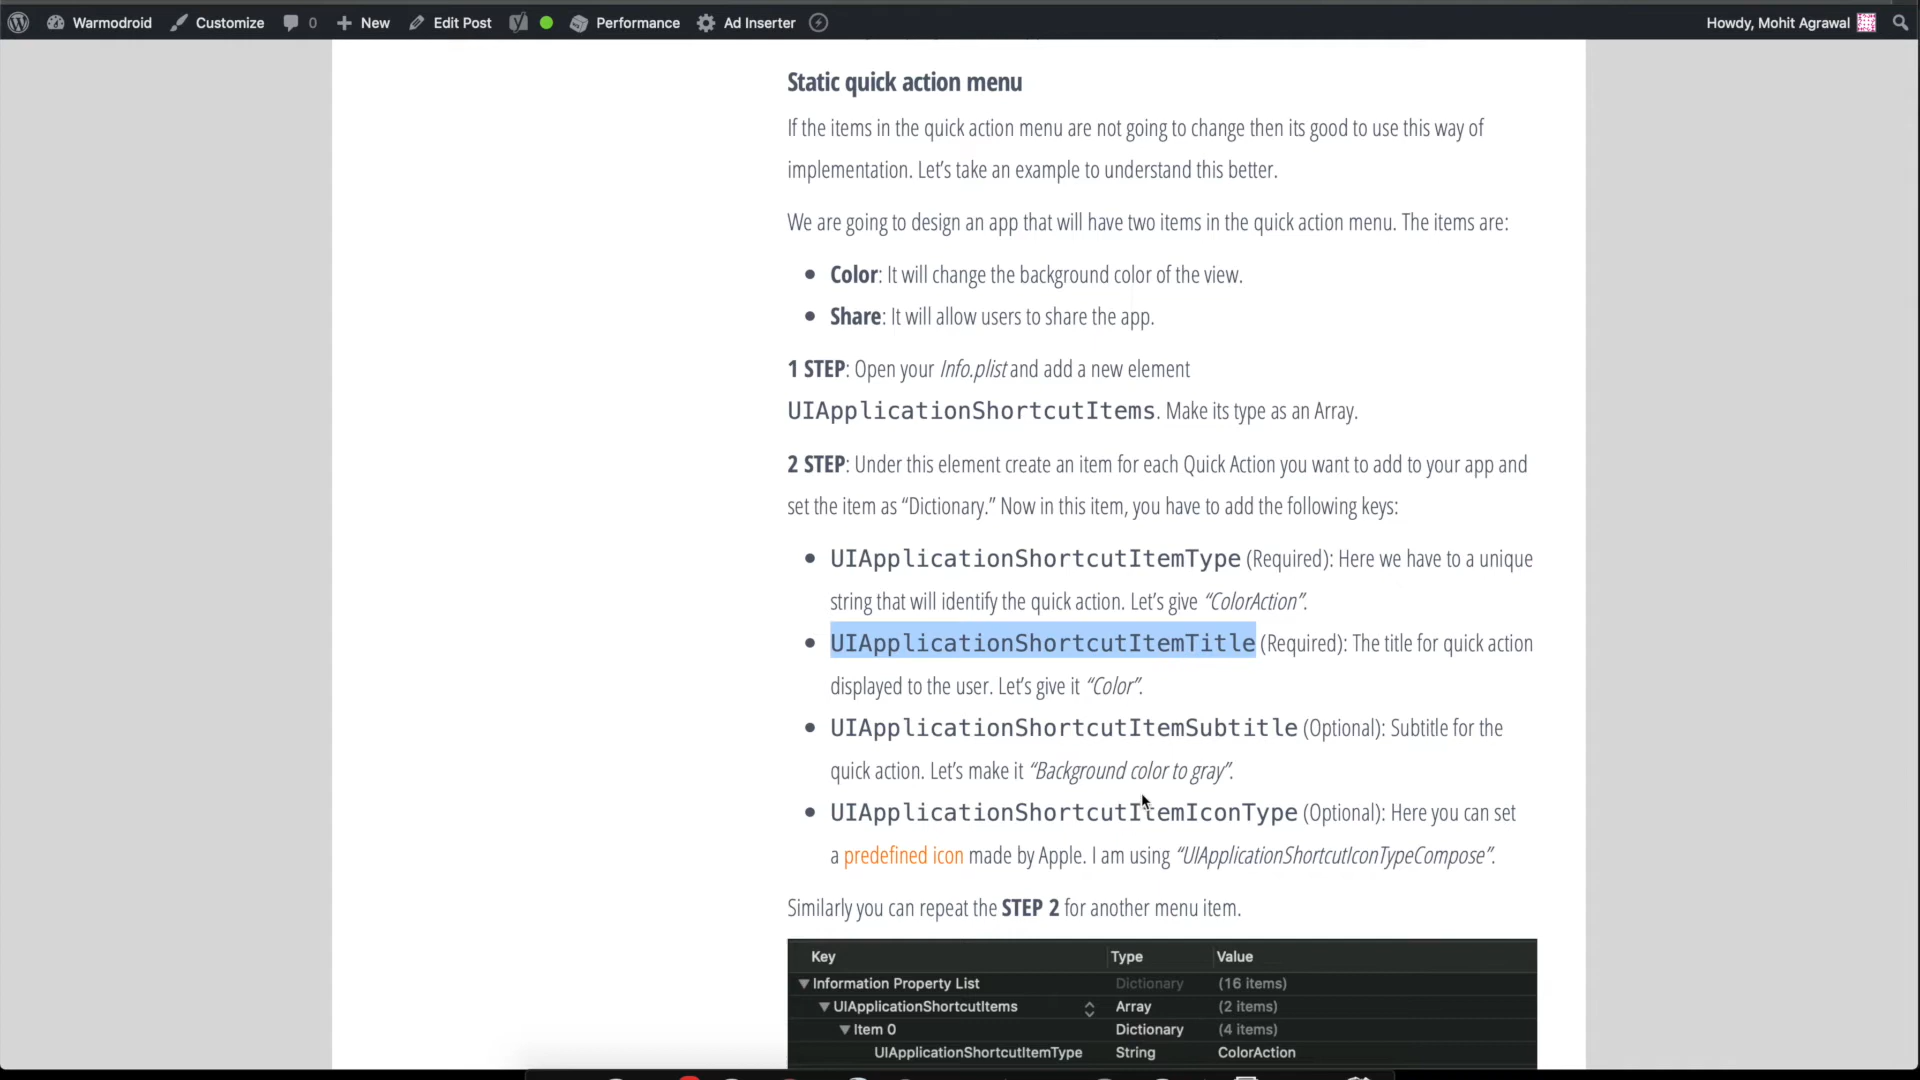 Warmodroid Customize 0 New Edit Post Performance Ad Inserter Howdy, Mohit Agrawal
Static quick action menu
If the items in the quick action menu are not going to change then its good to use this way of
implementation. Let's take an example to understand this better.
We are going to design an app that will have two items in the quick action menu. The items are:
• Color: It will change the background color of the view.
• Share: It will allow users to share the app.
1 STEP: Open your Info.plist and add a new element
UIApplicationShortcutItems. Make its type as an Array.
2 STEP: Under this element create an item for each Quick Action you want to add to your app and
set the item as “Dictionary.” Now in this item, you have to add the following keys:
• UIApplicationShortcutItemType (Required): Here we have to a unique
string that will identify the quick action. Let's give “ColorAction”.
• UIApplicationShortcutItemTitle (Required): The title for quick action
displayed to the user. Let's give it “Color”.
• UIApplicationShortcutItemSubtitle (Optional): Subtitle for the
quick action. Let's make it “Background color to gray”.
• UIApplicationShortcutItemIconType (Optional): Here you can set
a predefined icon made by Apple. I am using “UIApplicationShortcutIconTypeCompose”.
Similarly you can repeat the STEP 2 for another menu item.
Key Type Value
Information Property List Dictionary (16 items)
UIApplicationShortcutItems Array (2 items)
Item 0 Dictionary (4 items)
UIApplicationShortcutItemType String ColorAction